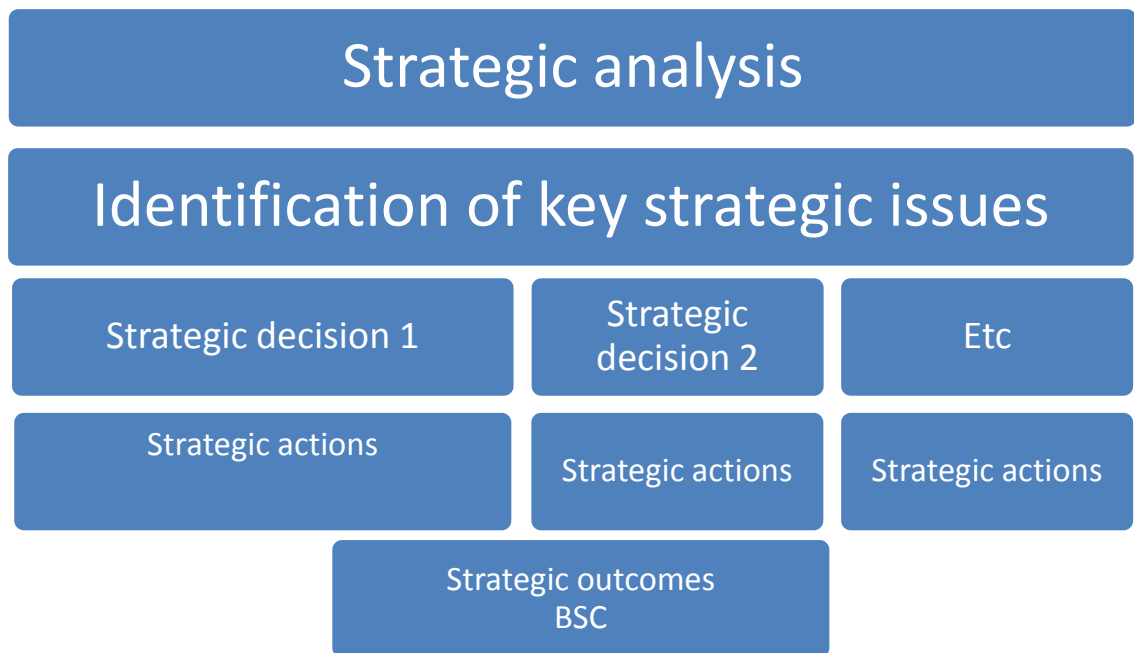 Strategic analysis
Identification of key strategic issues
Strategic decision 1
Strategic
decision 2
Etc
Strategic actions
Strategic actions
Strategic actions
Strategic outcomes
BSC